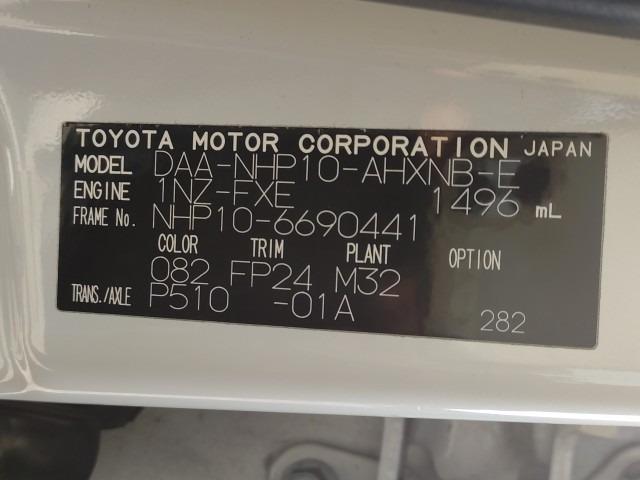 TOYOTA MOTOR CORPORATION JAPAN
MODEL DAA-NHP10-AHXNB-E
ENGINE 1NZ-FXE 1496 mL
FRAME No. NHP10-6690441
COLOR TRIM PLANT OPTION
082 FP24 M32
TRANS./AXLE P510 -01A
282